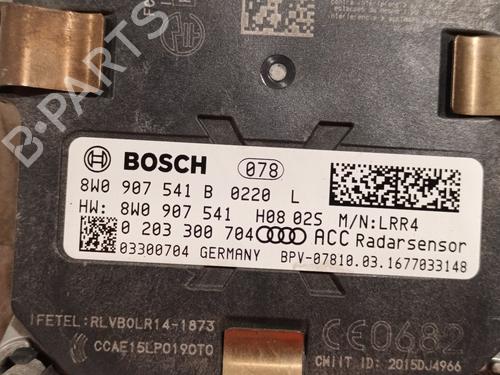 B-PARTS
BOSCH 078
8W0 907 541 B 0220 L
HW: 8W0 907 541 H08 02S M/N:LRR4
0 203 300 704 ACC Radarsensor
03300704 GERMANY BPV-07810.03.1677033148
IFETEL: RLVBOLR14-1873
CCAE15LP0190T0
CE0682
CMIIT ID: 2015DJ4966